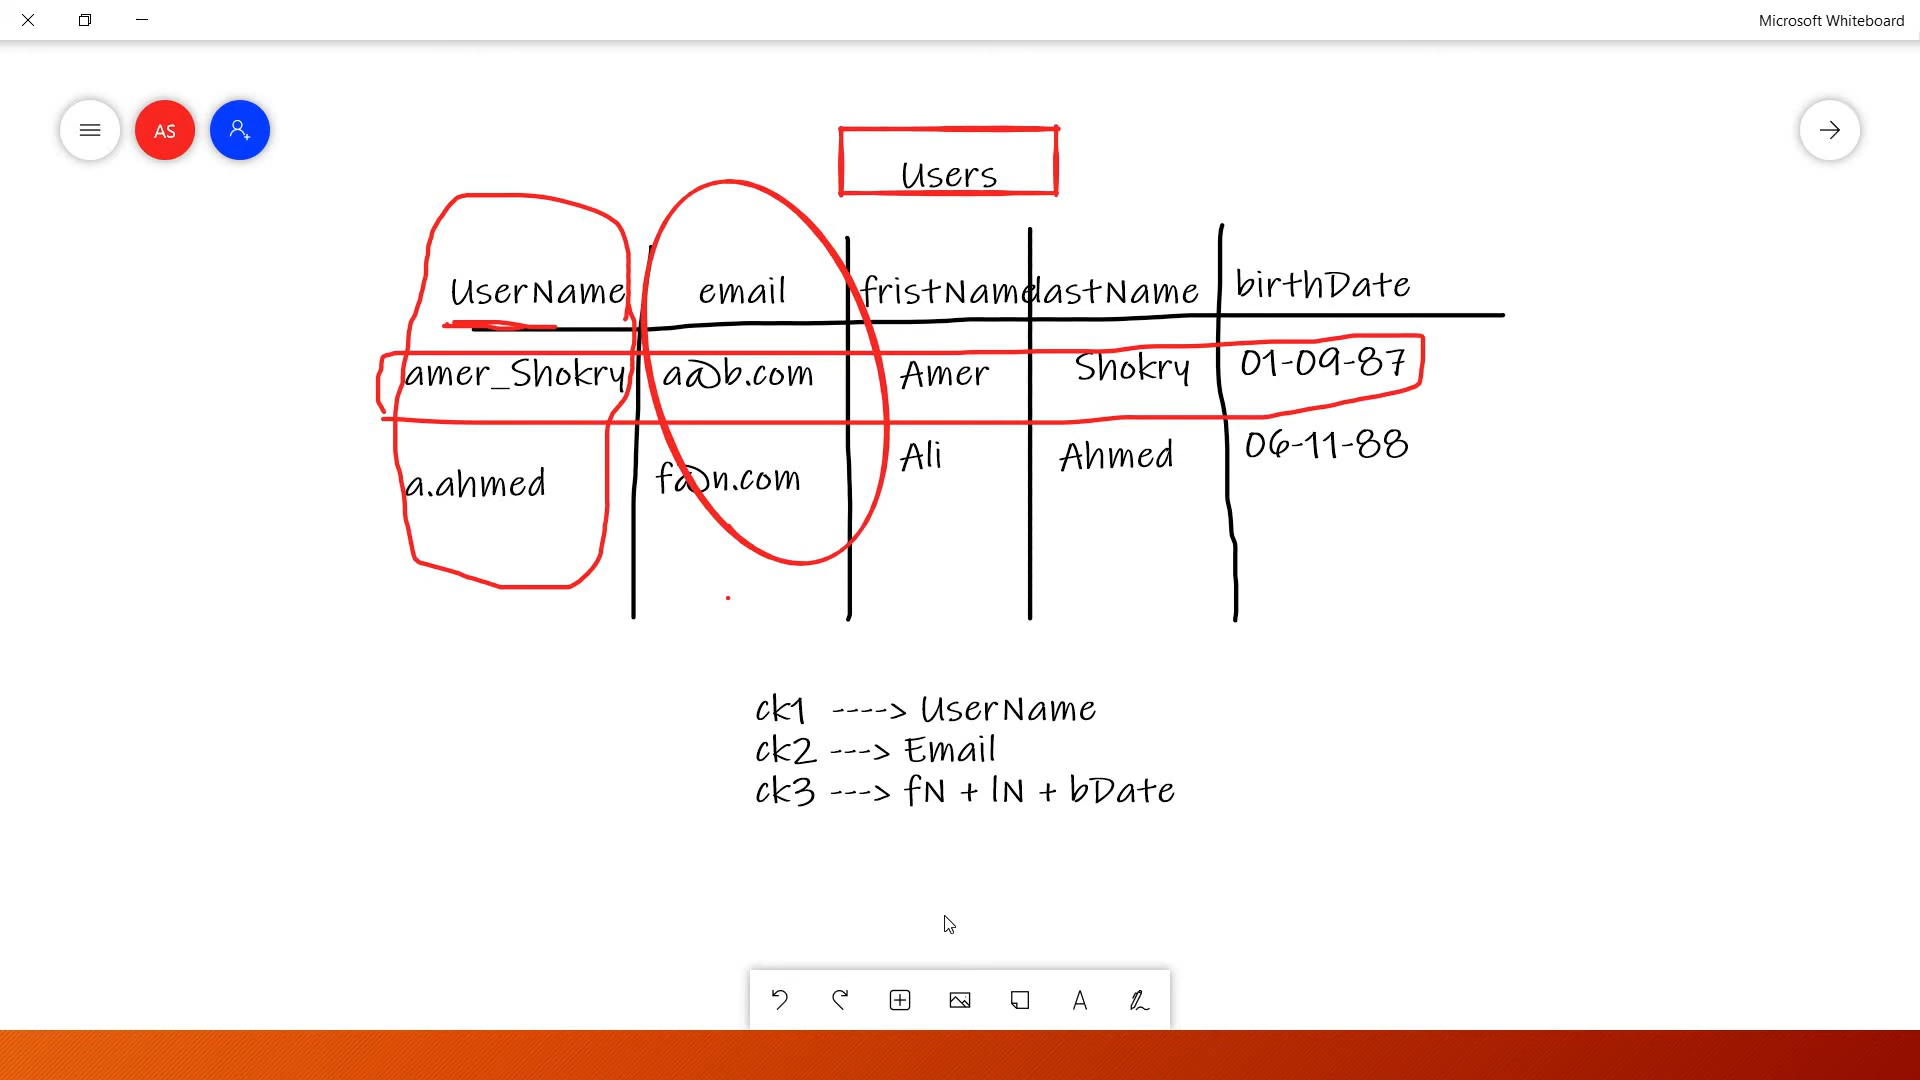 Microsoft Whiteboard
AS
Users
UserName email fristName lastName birthDate
amer_Shokry a@b.com Amer Shokry 01-09-87
a.ahmed f@n.com Ali Ahmed 06-11-88
ck1 ----> UserName
ck2 ---> Email
ck3 ---> fN + lN + bDate